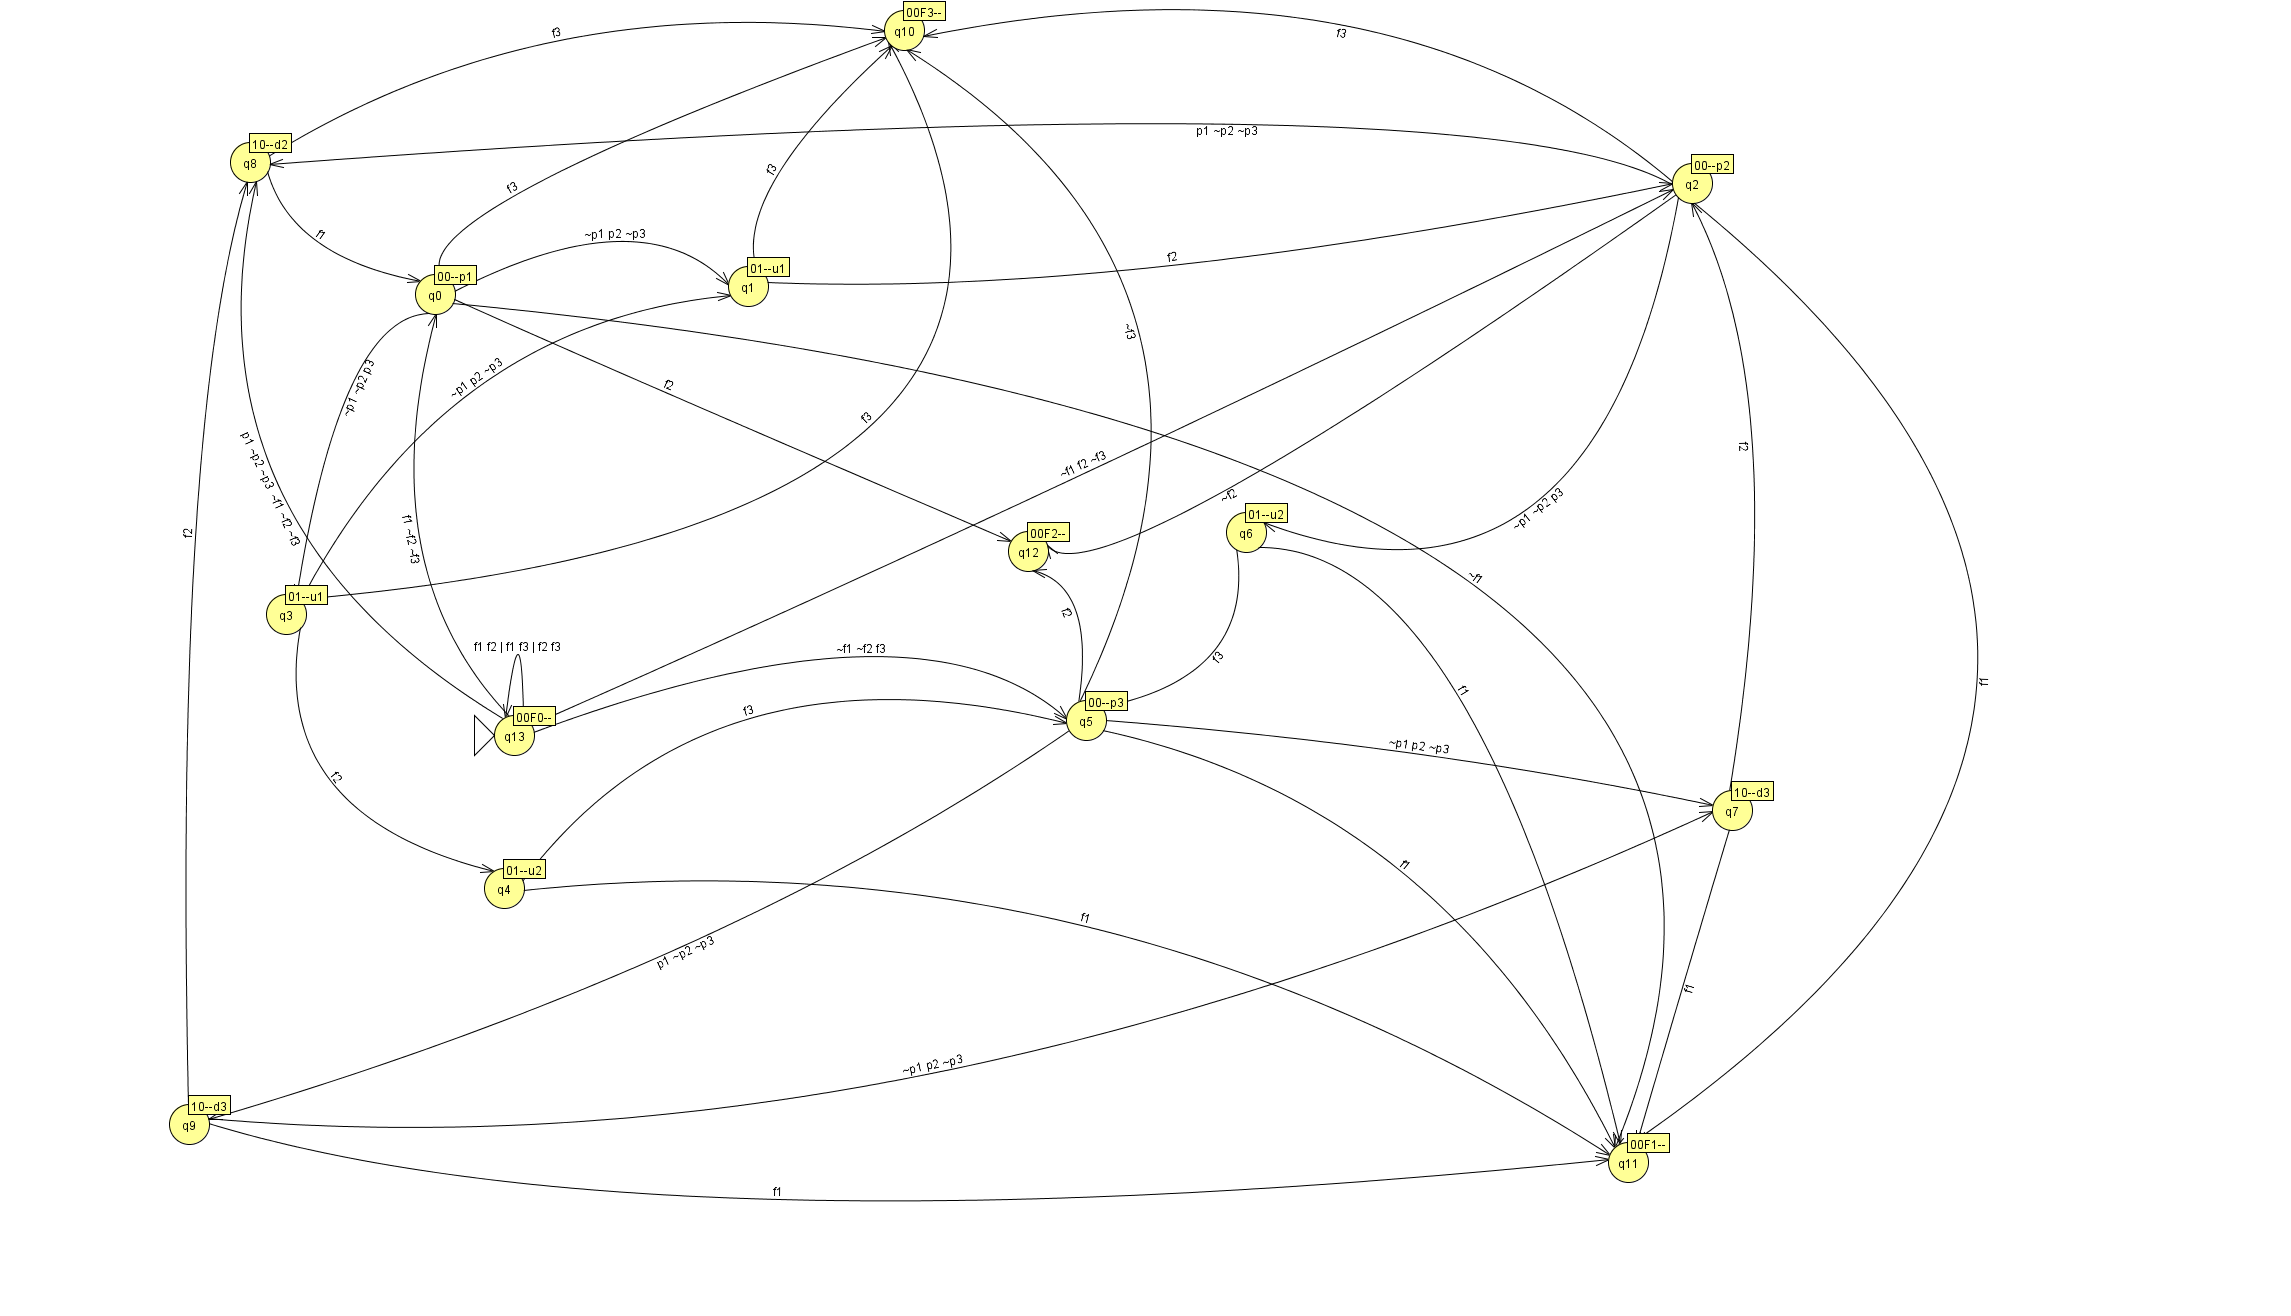 00F3--
q10
f3
f3
p1 ~p2 ~p3
10--d2
q8
00--p2
q2
f3
f3
f1
~p1 p2 ~p3
f2
01--u1
q1
00--p1
q0
~f3
~p1 ~p2 p3
~p1 p2 ~p3
f2
f3
f2
p1 ~p2 ~p3 ~f1 ~f2 ~f3
~f1 f2 ~f3
~f2
~p1 ~p2 p3
01--u2
q6
f2
f1 ~f2 ~f3
00F2--
q12
~f1
01--u1
q3
f2
f1 f2 | f1 f3 | f2 f3
~f1 ~f2 f3
f3
f1
f1
00--p3
q5
00F0--
q13
f3
~p1 p2 ~p3
f2
10--d3
q7
01--u2
q4
f1
f1
p1 ~p2 ~p3
f1
~p1 p2 ~p3
10--d3
q9
00F1--
q11
f1